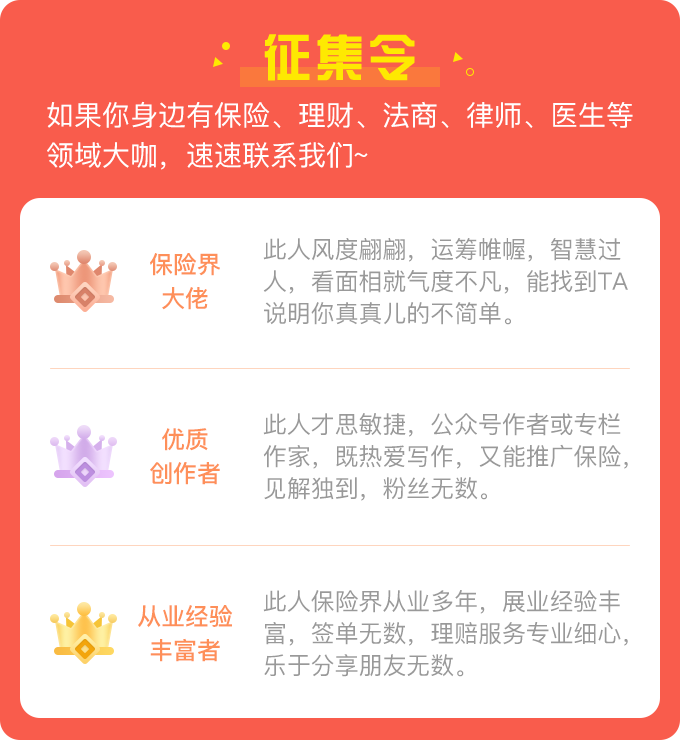 征集令
如果你身边有保险、理财、法商、律师、医生等
领域大咖，速速联系我们~
保险界
大佬
此人风度翩翩，运筹帷幄，智慧过
人，看面相就气度不凡，能找到TA
说明你真真儿的不简单。
优质
创作者
此人才思敏捷，公众号作者或专栏
作家，既热爱写作，又能推广保险，
见解独到，粉丝无数。
从业经验
丰富者
此人保险界从业多年，展业经验丰
富，签单无数，理赔服务专业细心，
乐于分享朋友无数。